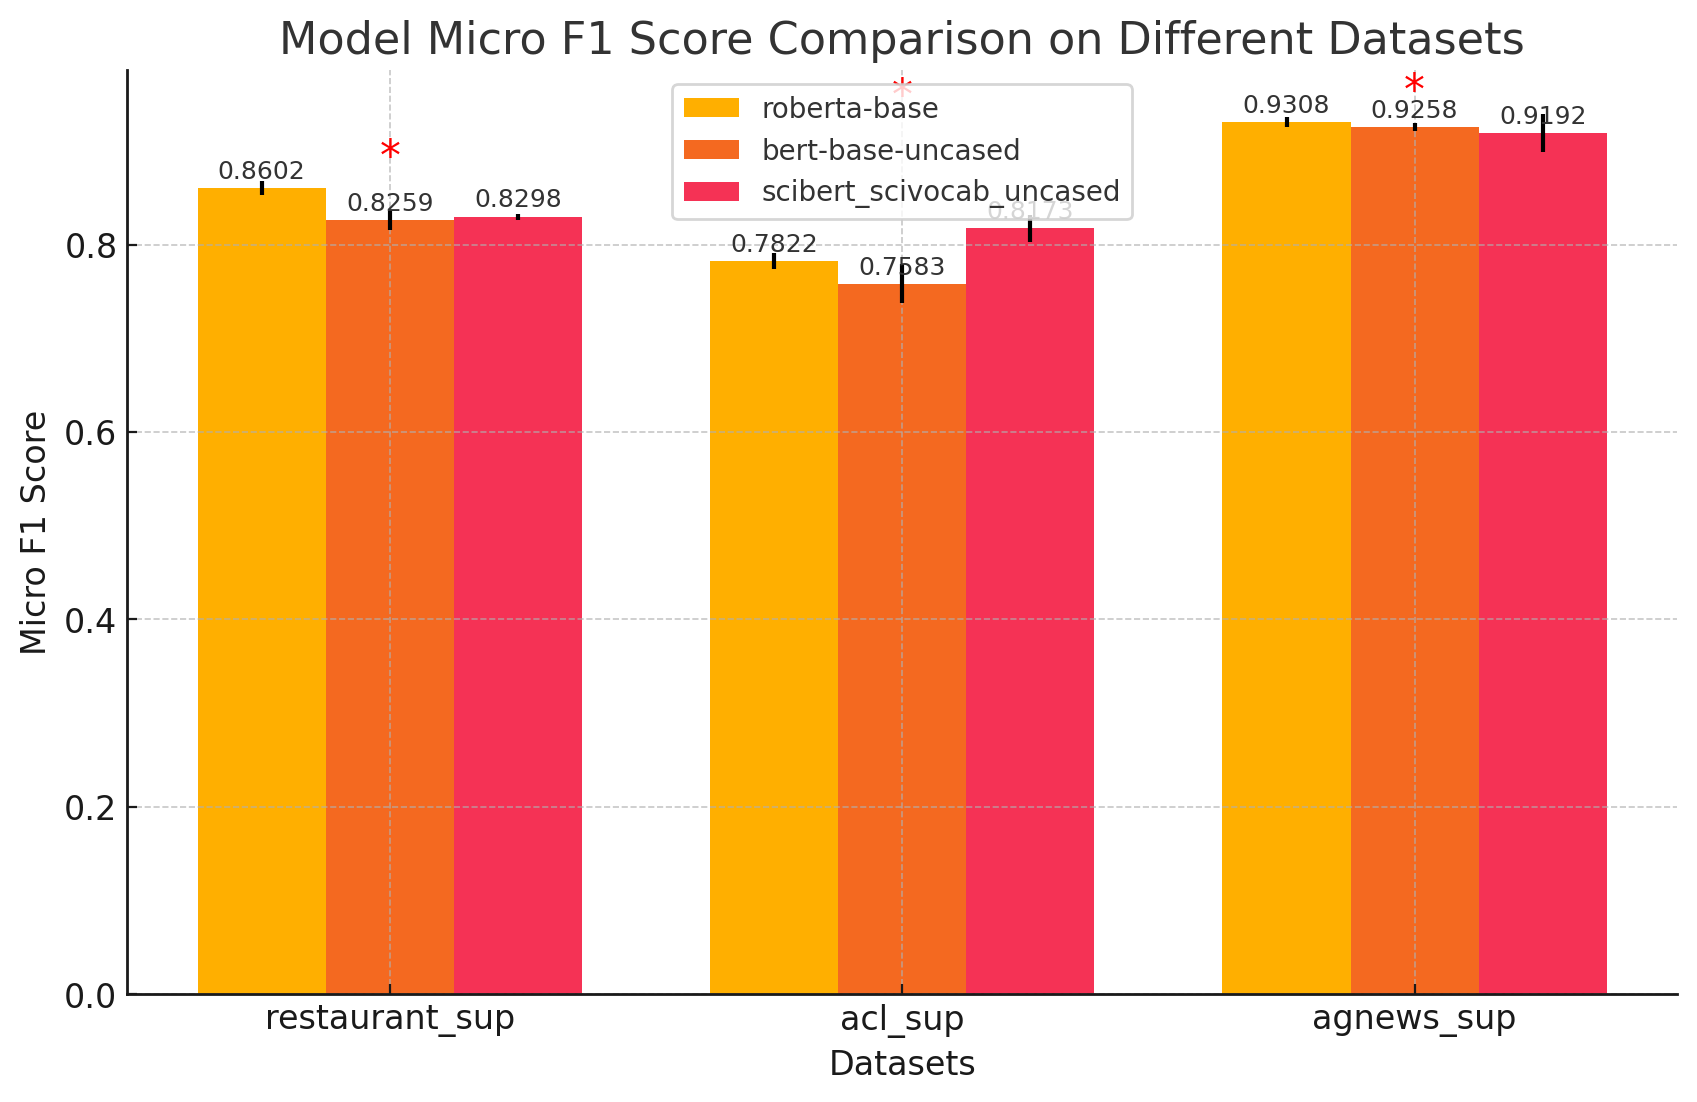 Model Micro F1 Score Comparison on Different Datasets
*
*
*
roberta-base
bert-base-uncased
scibert_scivocab_uncased
0.8602
0.8259
0.8298
0.7822
0.7583
0.8173
0.9308
0.9258
0.9192
Micro F1 Score
0.8
0.6
0.4
0.2
0.0
restaurant_sup
acl_sup
agnews_sup
Datasets